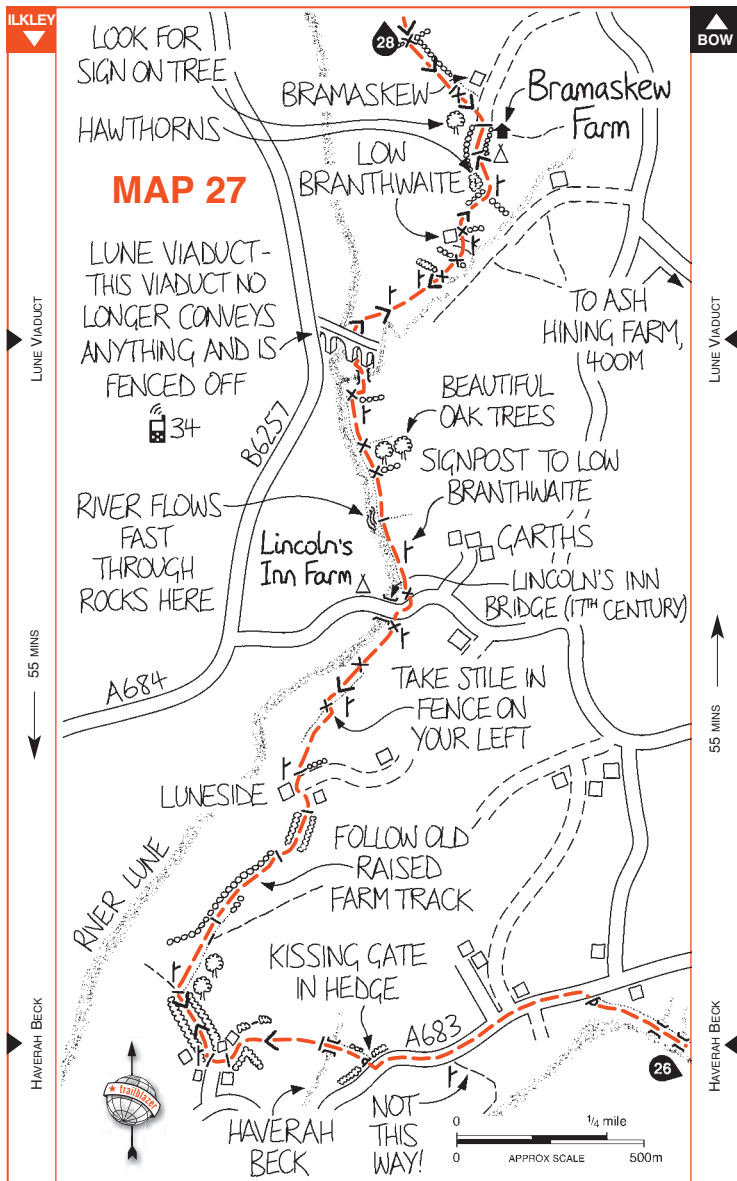 ILKLEY
BOW
LOOK FOR
SIGN ON TREE
28
BRAMASKEW
Bramaskew
Farm
HAWTHORNS
LOW
BRANTHWAITE
MAP 27
LUNE VIADUCT-
THIS VIADUCT NO
LONGER CONVEYS
ANYTHING AND IS
FENCED OFF
34
LUNE VIADUCT
LUNE VIADUCT
TO ASH
HINING FARM,
400M
B6257
BEAUTIFUL
OAK TREES
SIGNPOST TO LOW
BRANTHWAITE
RIVER FLOWS
FAST
THROUGH
ROCKS HERE
Lincoln's
Inn Farm
GARTHS
LINCOLN'S INN
BRIDGE (17TH CENTURY)
55 MINS
55 MINS
A684
TAKE STILE IN
FENCE ON
YOUR LEFT
LUNESIDE
RIVER LUNE
FOLLOW OLD
RAISED
FARM TRACK
KISSING GATE
IN HEDGE
A683
HAVERAH BECK
HAVERAH BECK
26
trailblazer
HAVERAH
BECK
NOT
THIS
WAY!
0
1/4 mile
0
APPROX SCALE
500m